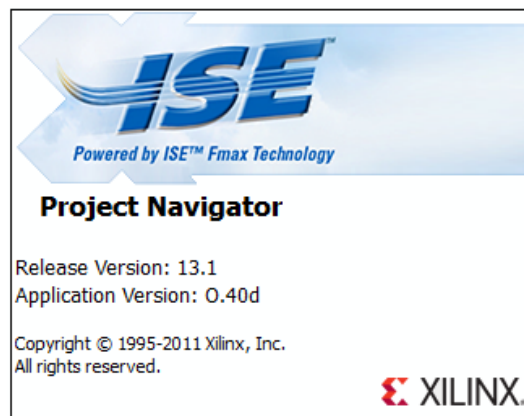 ISE™
Powered by ISE™ Fmax Technology
Project Navigator
Release Version: 13.1
Application Version: O.40d
Copyright © 1995-2011 Xilinx, Inc.
All rights reserved.
XILINX.